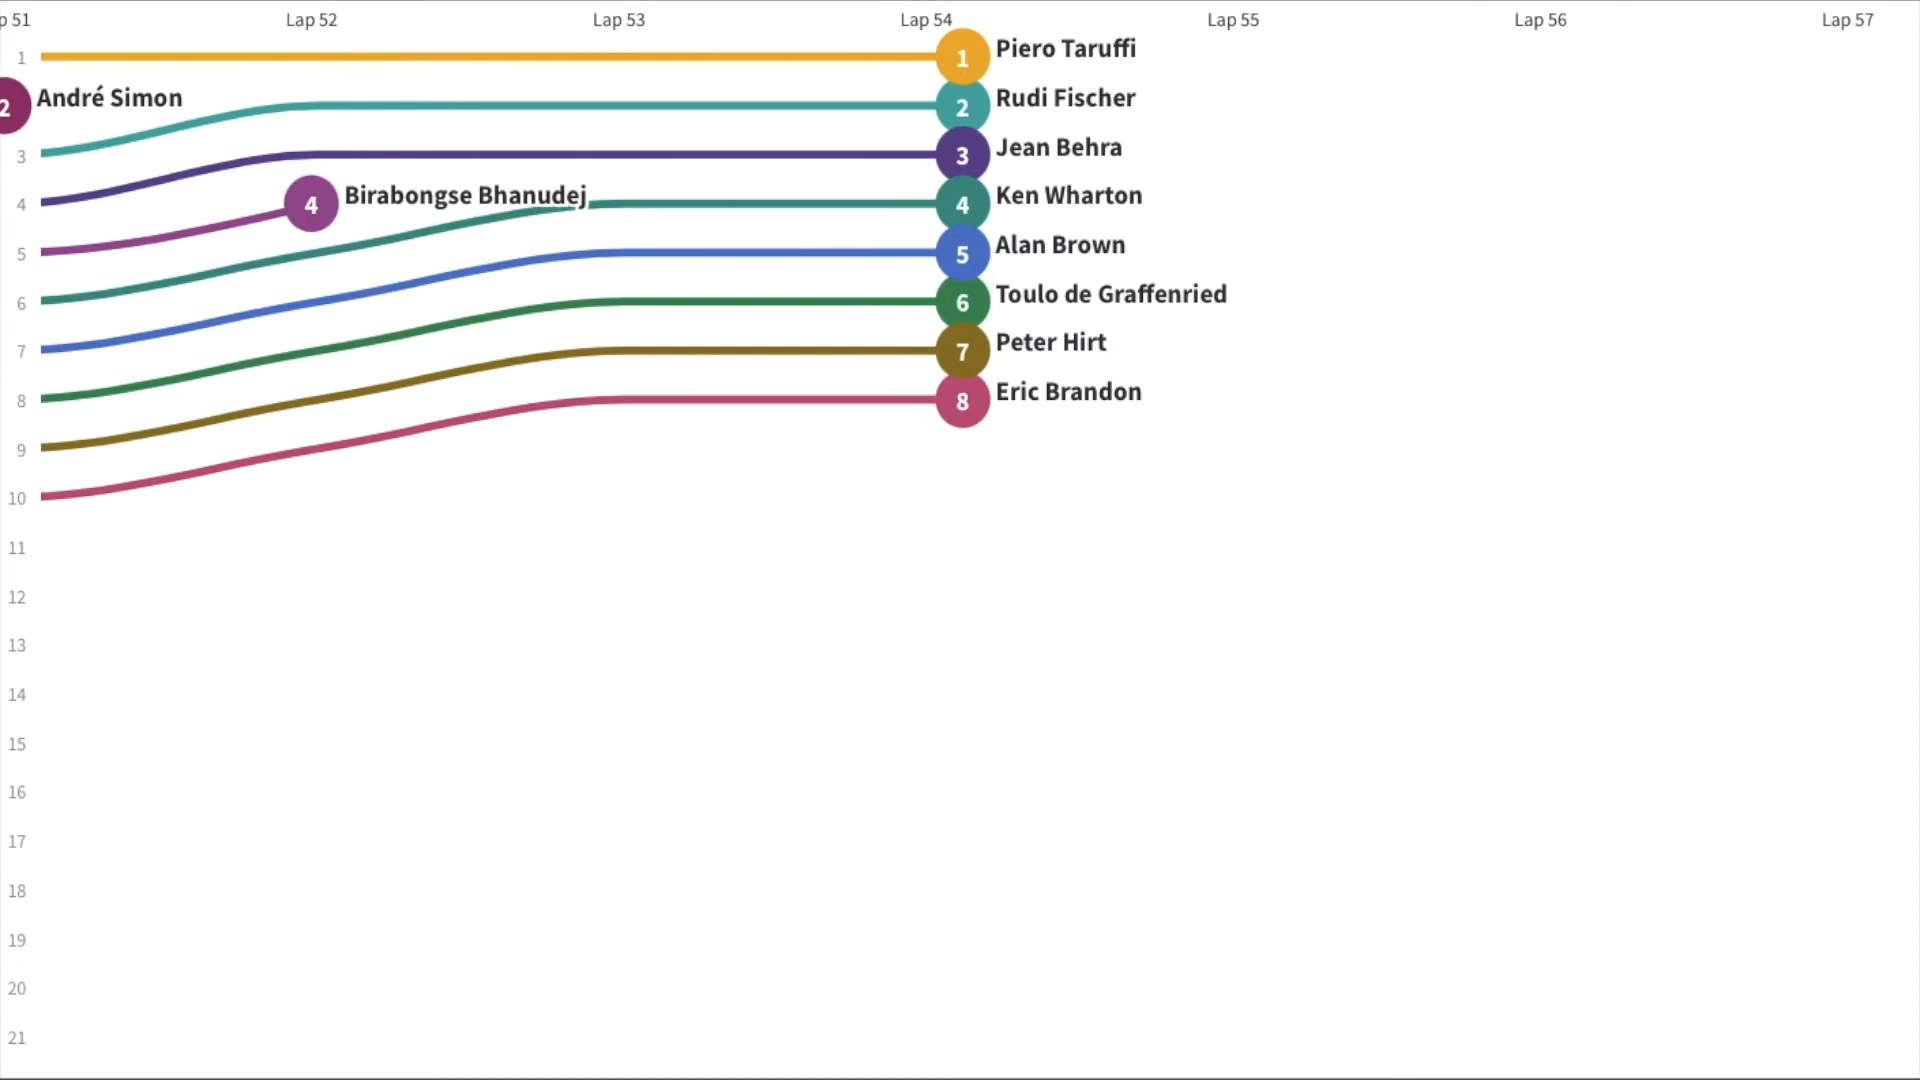 p 51 Lap 52 Lap 53 Lap 54 Lap 55 Lap 56 Lap 57
1 1 Piero Taruffi
2 André Simon 2 Rudi Fischer
3 3 Jean Behra
4 4 Birabongse Bhanudej 4 Ken Wharton
5 5 Alan Brown
6 6 Toulo de Graffenried
7 7 Peter Hirt
8 8 Eric Brandon
9
10
11
12
13
14
15
16
17
18
19
20
21